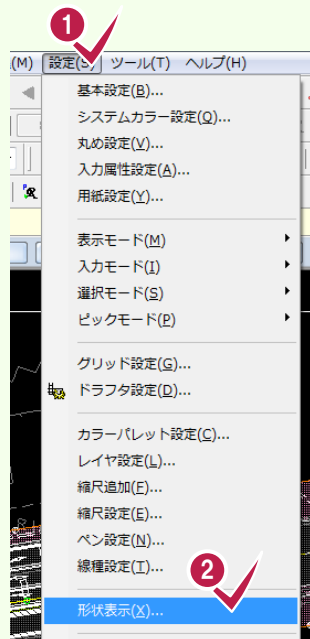 1
(M) 設定(S) ツール(T) ヘルプ(H)
基本設定(B)...
システムカラー設定(Q)...
丸め設定(V)...
入力属性設定(A)...
用紙設定(Y)...
表示モード(M)
入力モード(I)
選択モード(S)
ピックモード(P)
グリッド設定(G)...
ドラフタ設定(D)...
カラーパレット設定(C)...
レイヤ設定(L)...
縮尺追加(F)...
縮尺設定(E)...
ペン設定(N)...
線種設定(T)...
2
形状表示(X)...